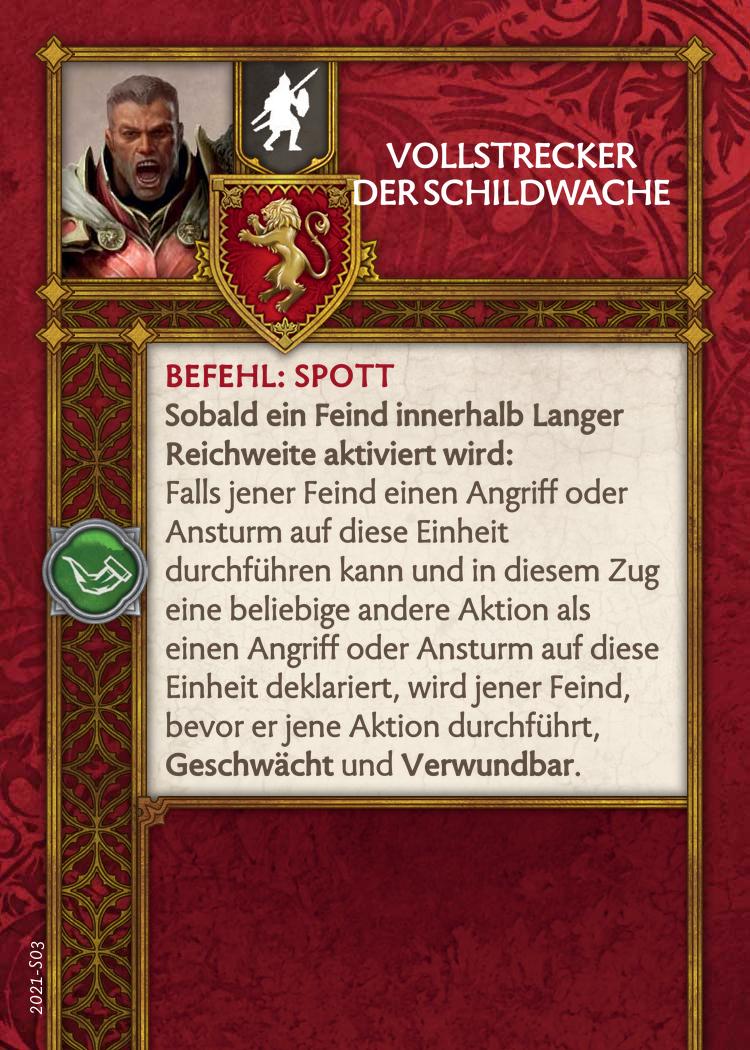 VOLLSTRECKER
DER SCHILDWACHE
BEFEHL: SPOTT
Sobald ein Feind innerhalb Langer
Reichweite aktiviert wird:
Falls jener Feind einen Angriff oder
Ansturm auf diese Einheit
durchführen kann und in diesem Zug
eine beliebige andere Aktion als
einen Angriff oder Ansturm auf diese
Einheit deklariert, wird jener Feind,
bevor er jene Aktion durchführt,
Geschwächt und Verwundbar.
2021-S03